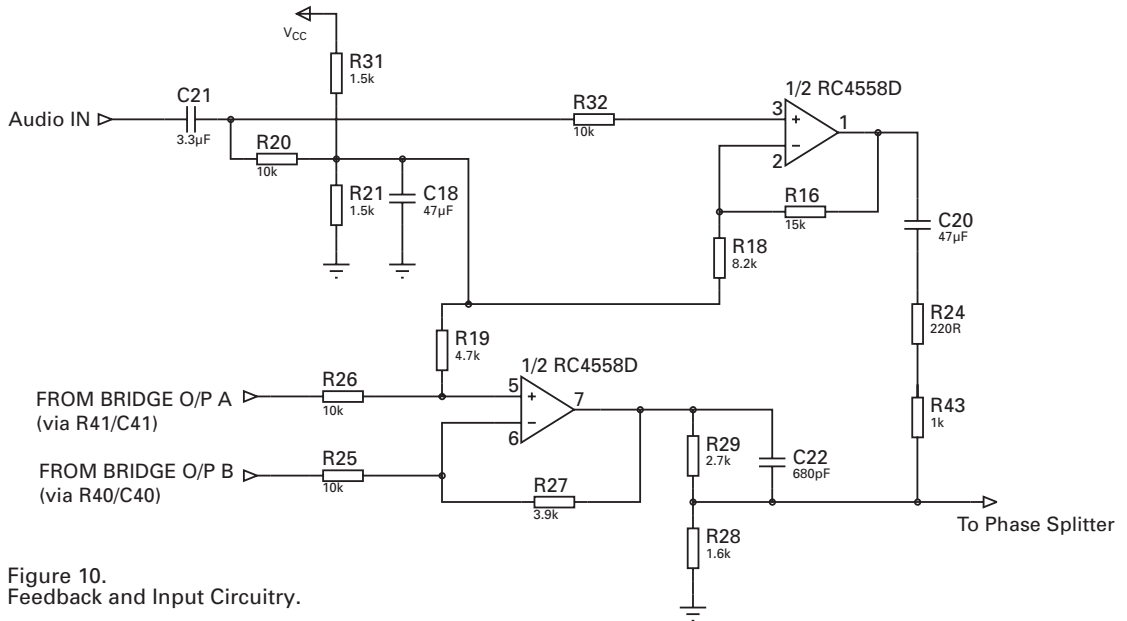 VCC
R31
1.5k
1/2 RC4558D
C21
Audio IN
3.3µF
R32
10k
3
+
1
−
2
R20
10k
R21
1.5k
C18
47µF
R16
15k
C20
47µF
R18
8.2k
R19
4.7k
R24
220R
1/2 RC4558D
R26
FROM BRIDGE O/P A
(via R41/C41)
10k
5
+
7
−
6
R43
1k
R29
2.7k
C22
680pF
R25
FROM BRIDGE O/P B
(via R40/C40)
10k
R27
3.9k
To Phase Splitter
R28
1.6k
Figure 10.
Feedback and Input Circuitry.